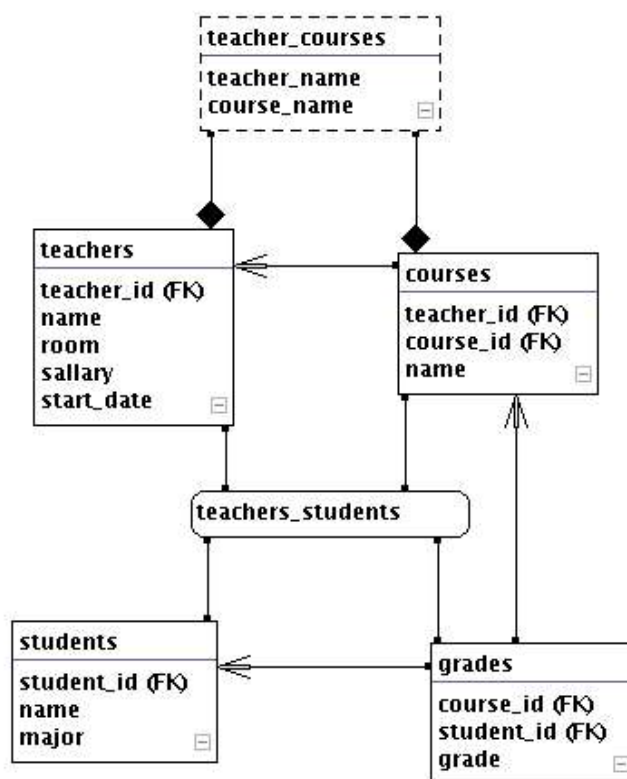 teacher_courses
teacher_name
course_name
teachers
teacher_id (FK)
name
room
sallary
start_date
courses
teacher_id (FK)
course_id (FK)
name
teachers_students
students
student_id (FK)
name
major
grades
course_id (FK)
student_id (FK)
grade